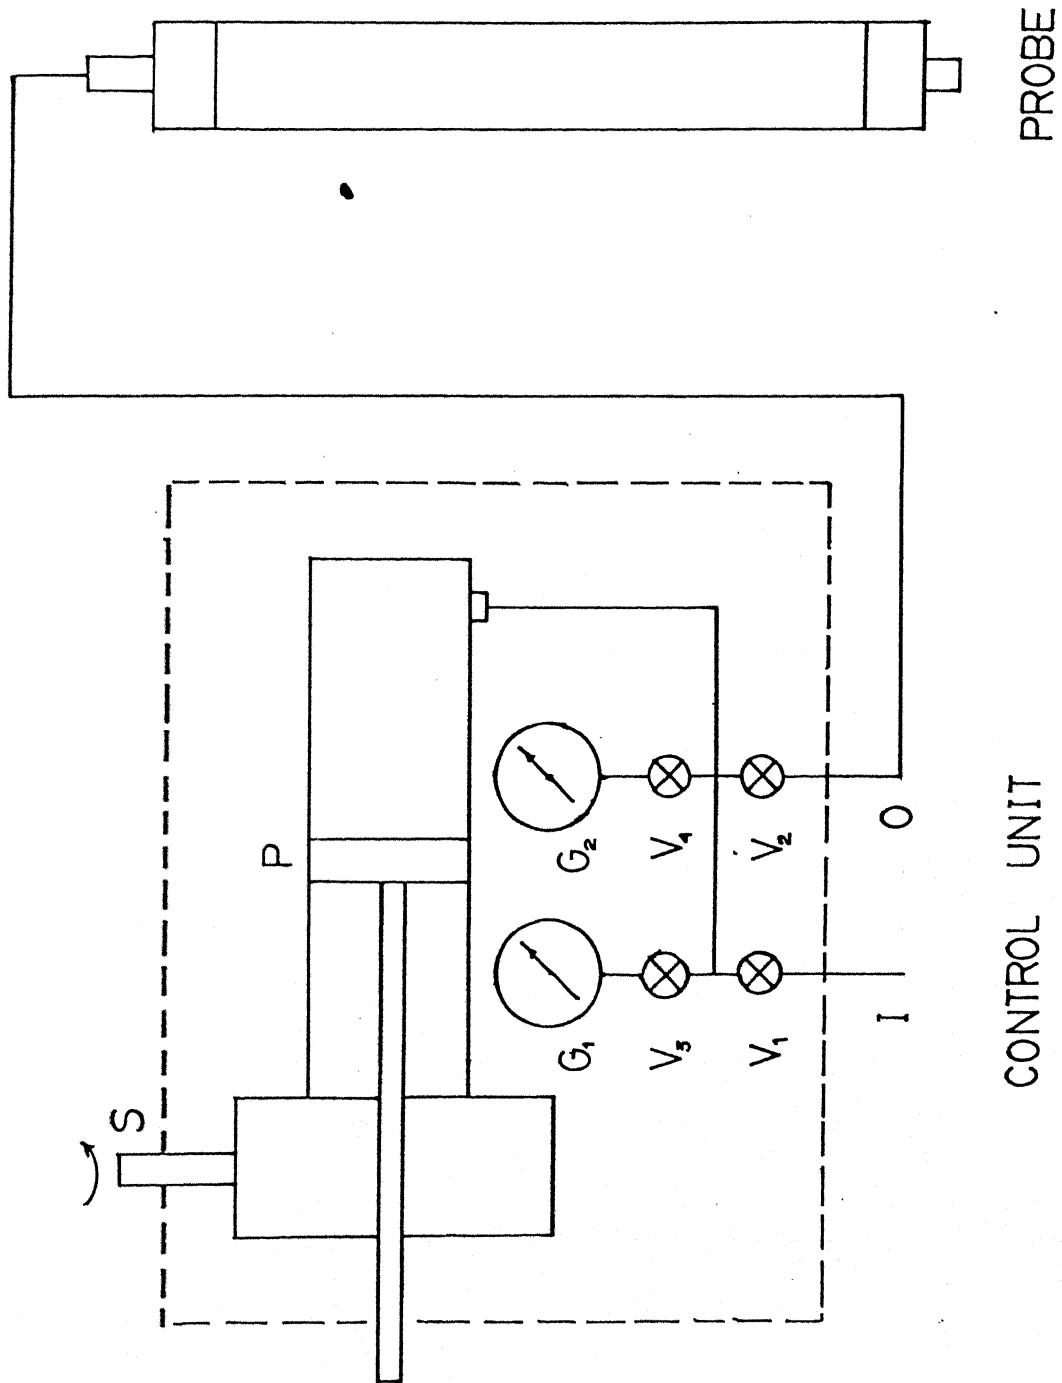 S
P
G₁ G₂
V₃ V₄
V₁ V₂
I O
CONTROL UNIT PROBE